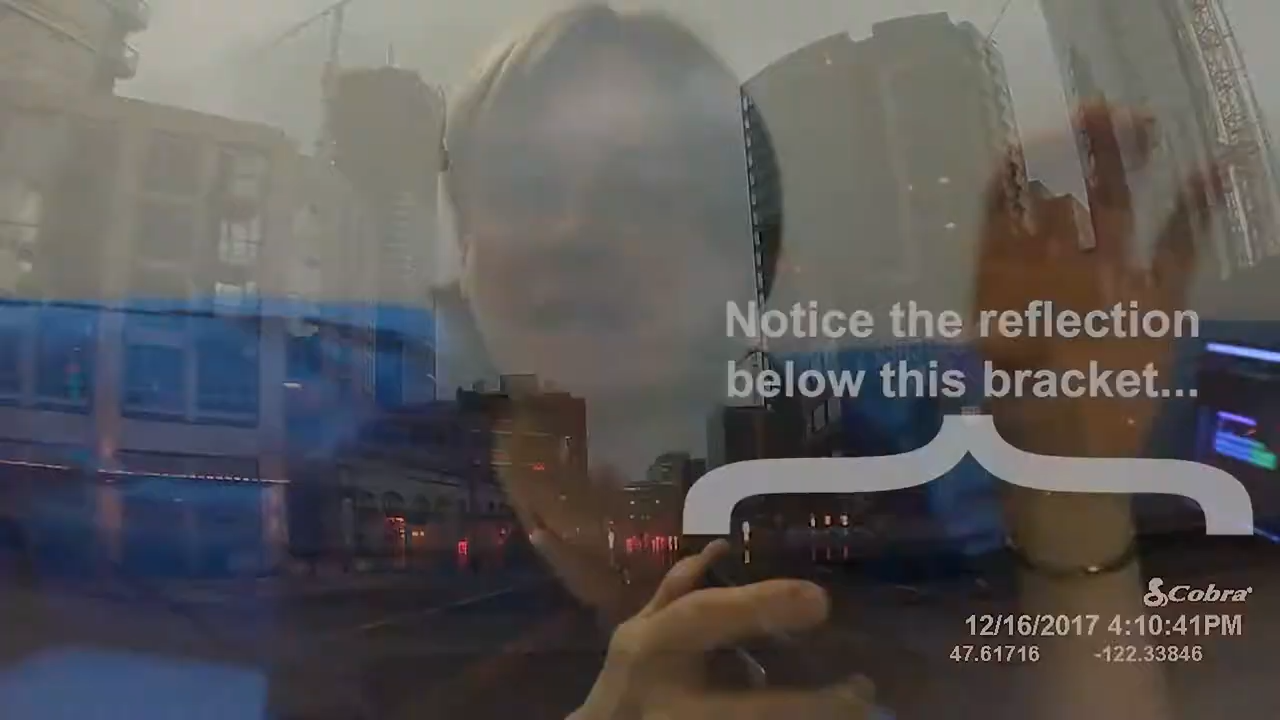 Notice the reflection
below this bracket...
Cobra
12/16/2017 4:10:41PM
47.61716 -122.33846